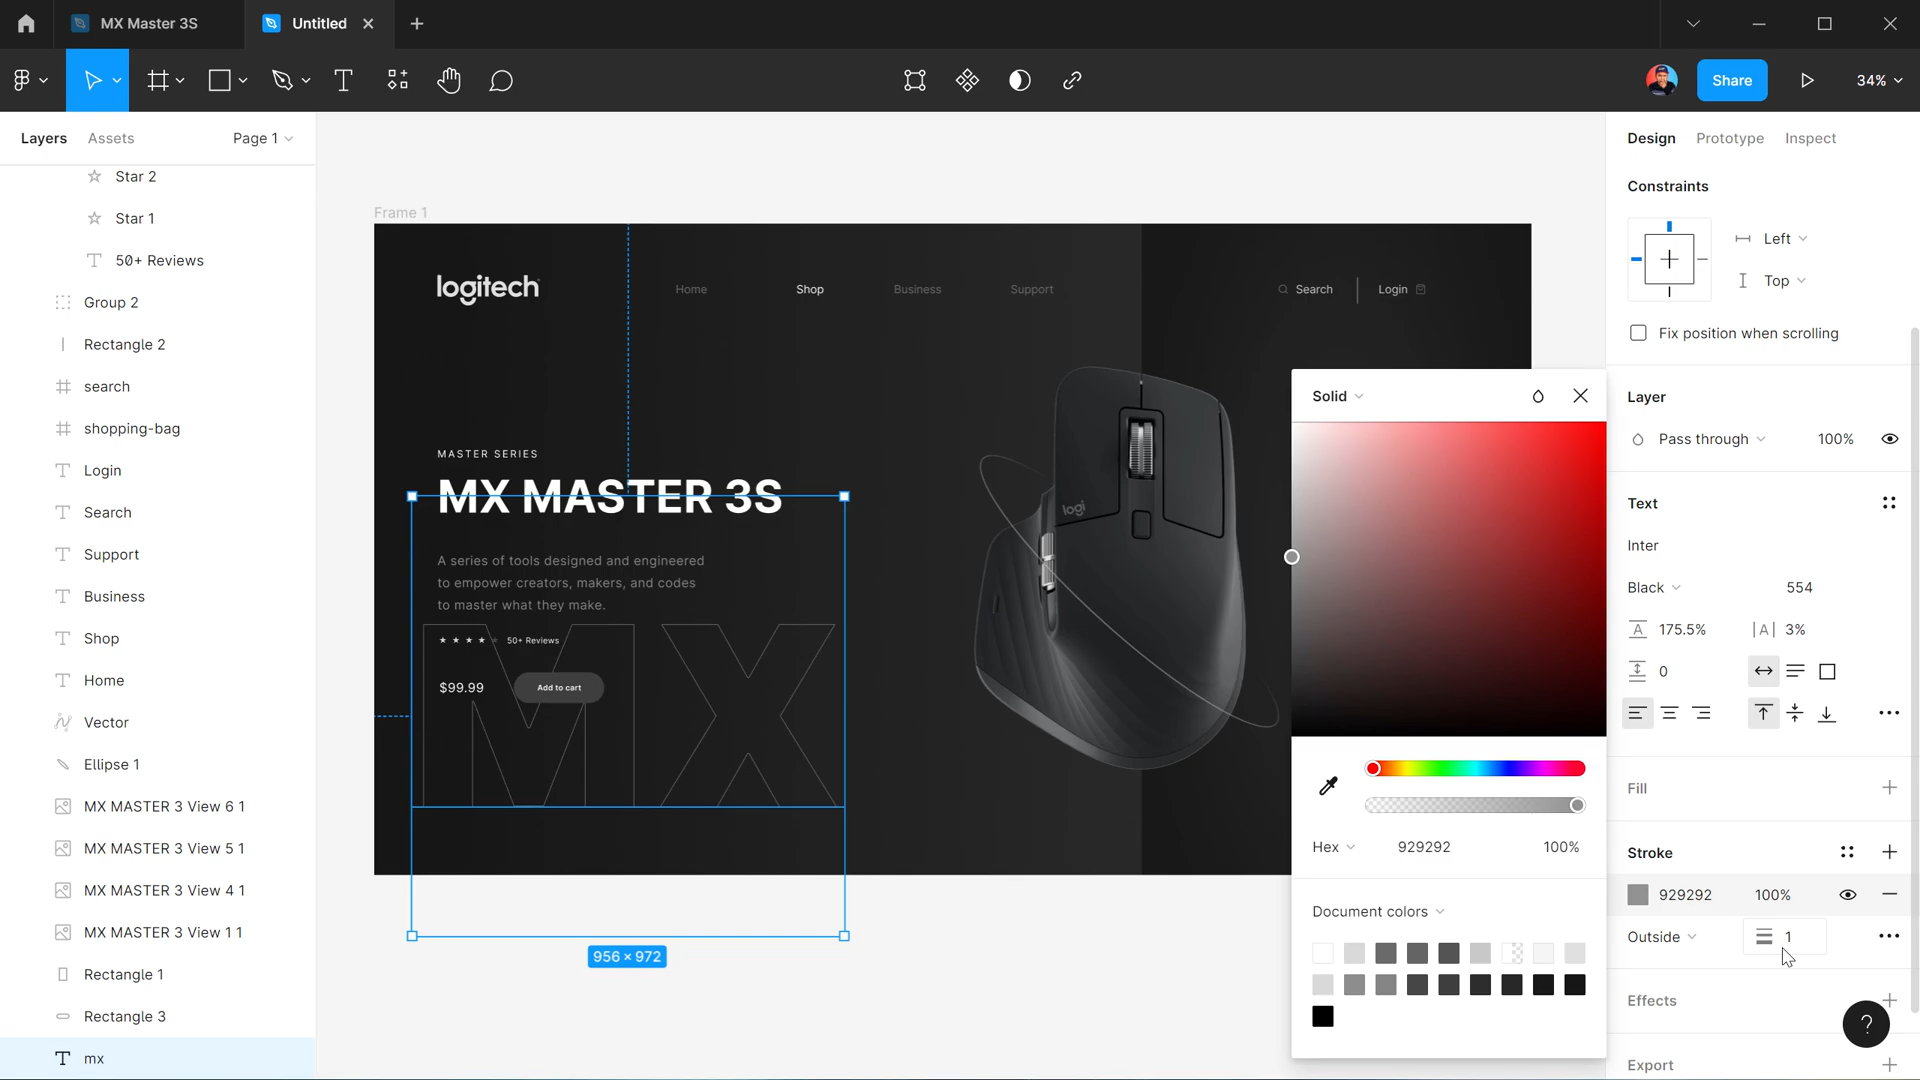 MX Master 3S
Untitled
Share
34%
Layers
Assets
Page 1
Star 2
Star 1
50+ Reviews
Group 2
Rectangle 2
search
shopping-bag
Login
Search
Support
Business
Shop
Home
Vector
Ellipse 1
MX MASTER 3 View 6 1
MX MASTER 3 View 5 1
MX MASTER 3 View 4 1
MX MASTER 3 View 1 1
Rectangle 1
Rectangle 3
mx
Frame 1
logitech
Home
Shop
Business
Support
Search
Login
MASTER SERIES
MX MASTER 3S
A series of tools designed and engineered
to empower creators, makers, and codes
to master what they make.
50+ Reviews
$99.99
Add to cart
MX
logi
956 × 972
Solid
Hex
929292
100%
Document colors
Design
Prototype
Inspect
Constraints
Left
Top
Fix position when scrolling
Layer
Pass through
100%
Text
Inter
Black
554
175.5%
|A| 3%
0
Fill
Stroke
929292
100%
Outside
1
Effects
Export
?